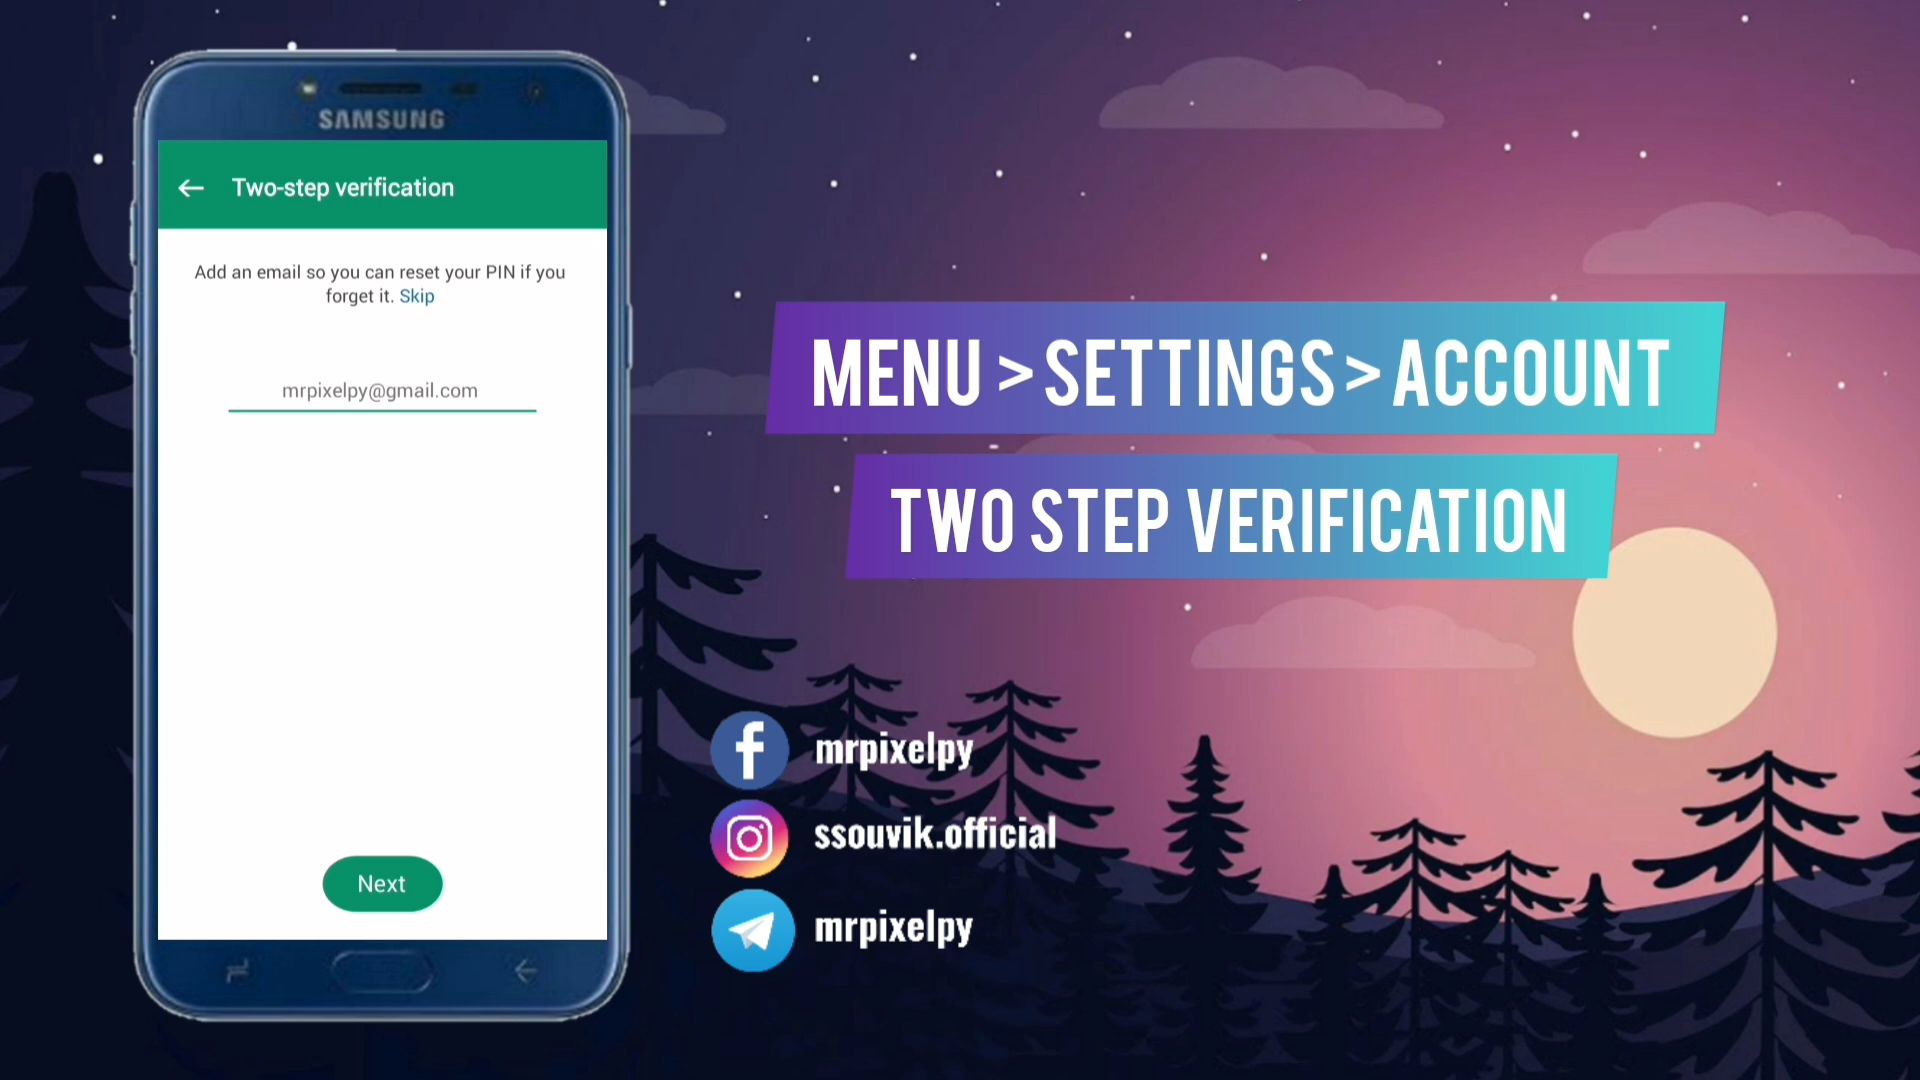 SAMSUNG
Two-step verification
Add an email so you can reset your PIN if you
forget it. Skip
mrpixelpy@gmail.com
Next
MENU > SETTINGS > ACCOUNT
TWO STEP VERIFICATION
mrpixelpy
ssouvik.official
mrpixelpy